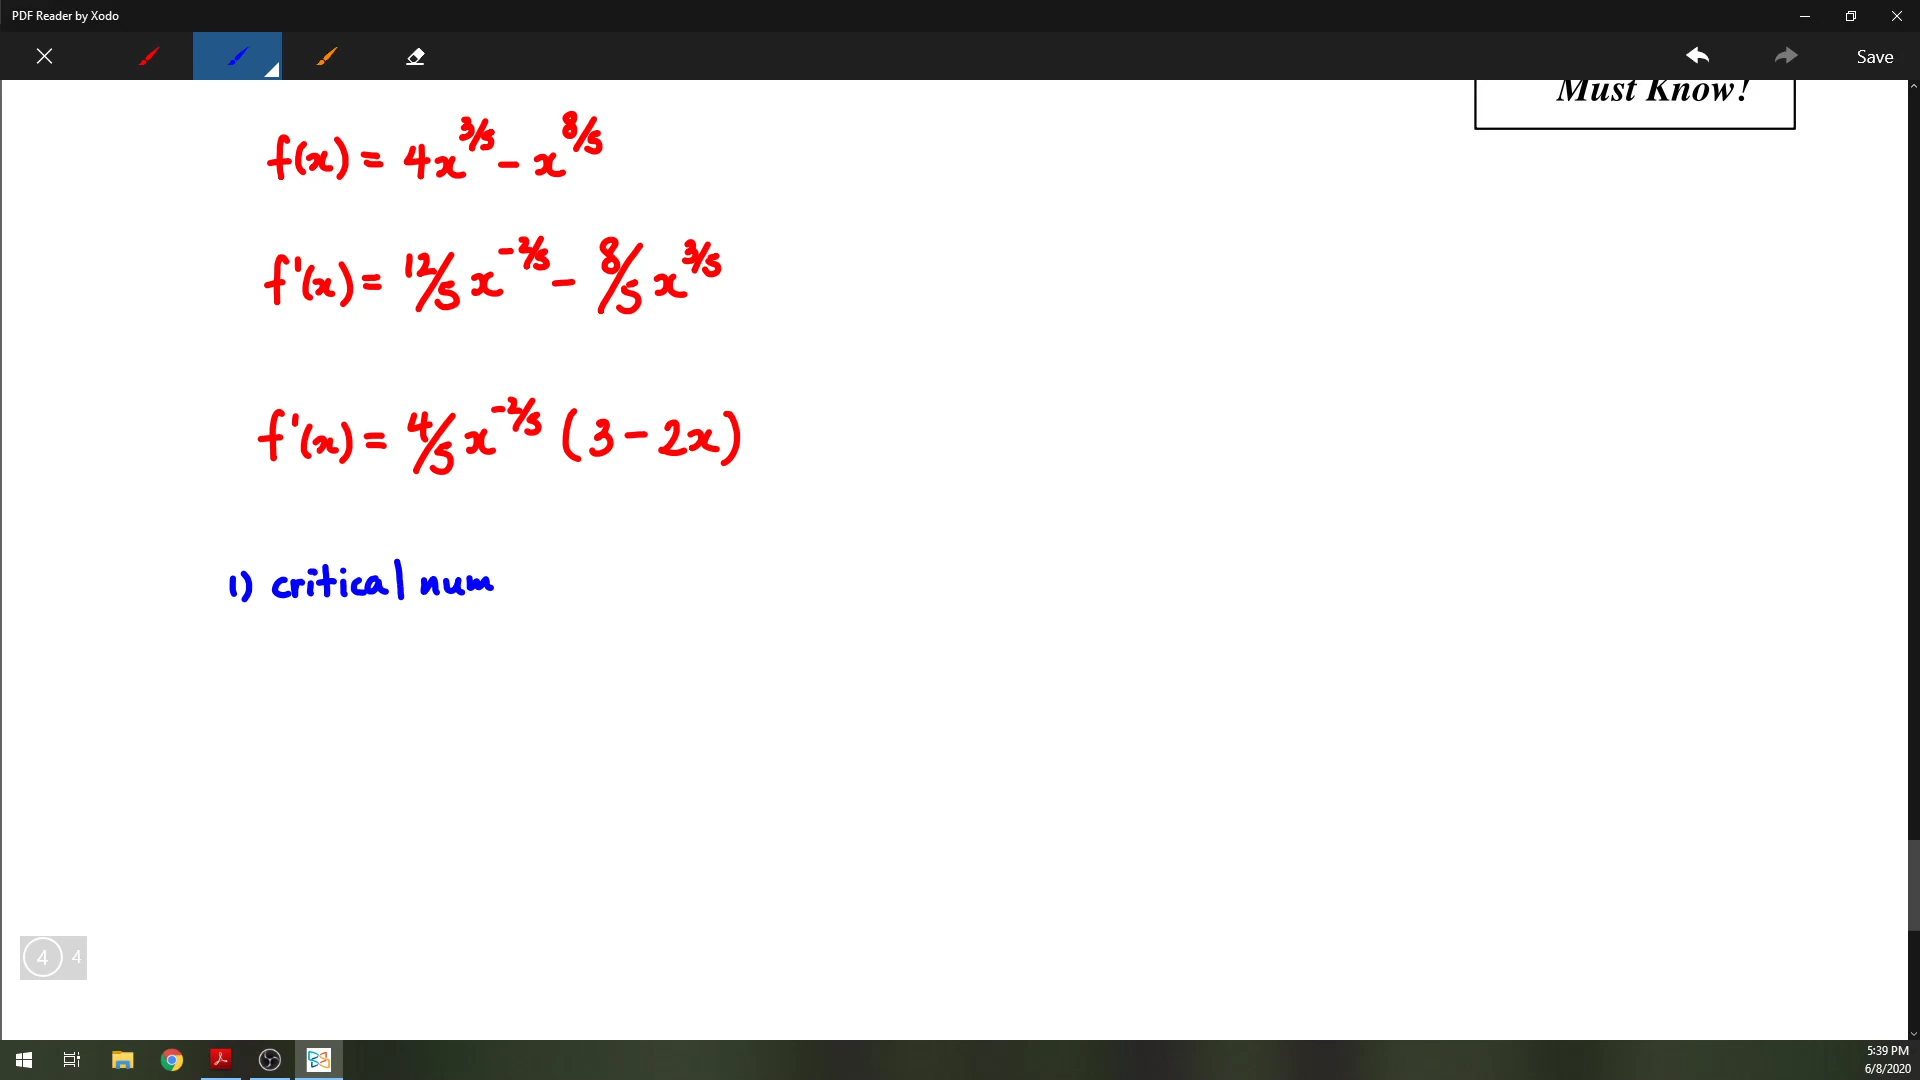 PDF Reader by Xodo
Save
Must Know!
f(x) = 4x^{3/5} - x^{8/5}
f'(x) = 12/5 x^{-2/5} - 8/5 x^{3/5}
f'(x) = 4/5 x^{-2/5} (3 - 2x)
1) critical num
4 4
5:39 PM
6/8/2020